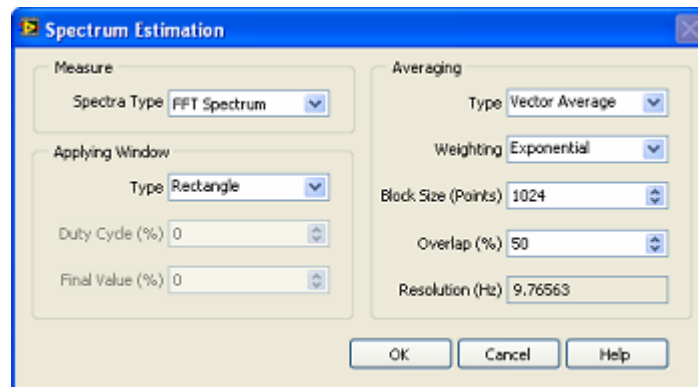 Spectrum Estimation
Measure
Spectra Type FFT Spectrum
Applying Window
Type Rectangle
Duty Cycle (%) 0
Final Value (%) 0
Averaging
Type Vector Average
Weighting Exponential
Block Size (Points) 1024
Overlap (%) 50
Resolution (Hz) 9.76563
OK Cancel Help